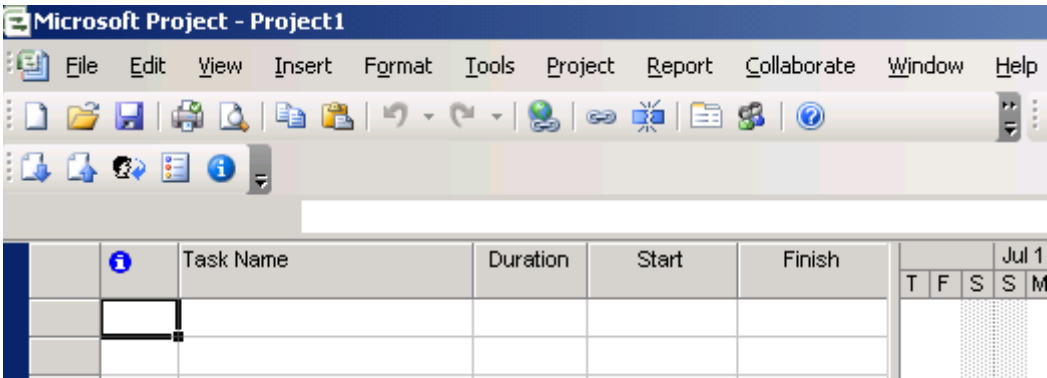 Microsoft Project - Project1
File Edit View Insert Format Tools Project Report Collaborate Window Help
Task Name Duration Start Finish Jul 1
T F S S M